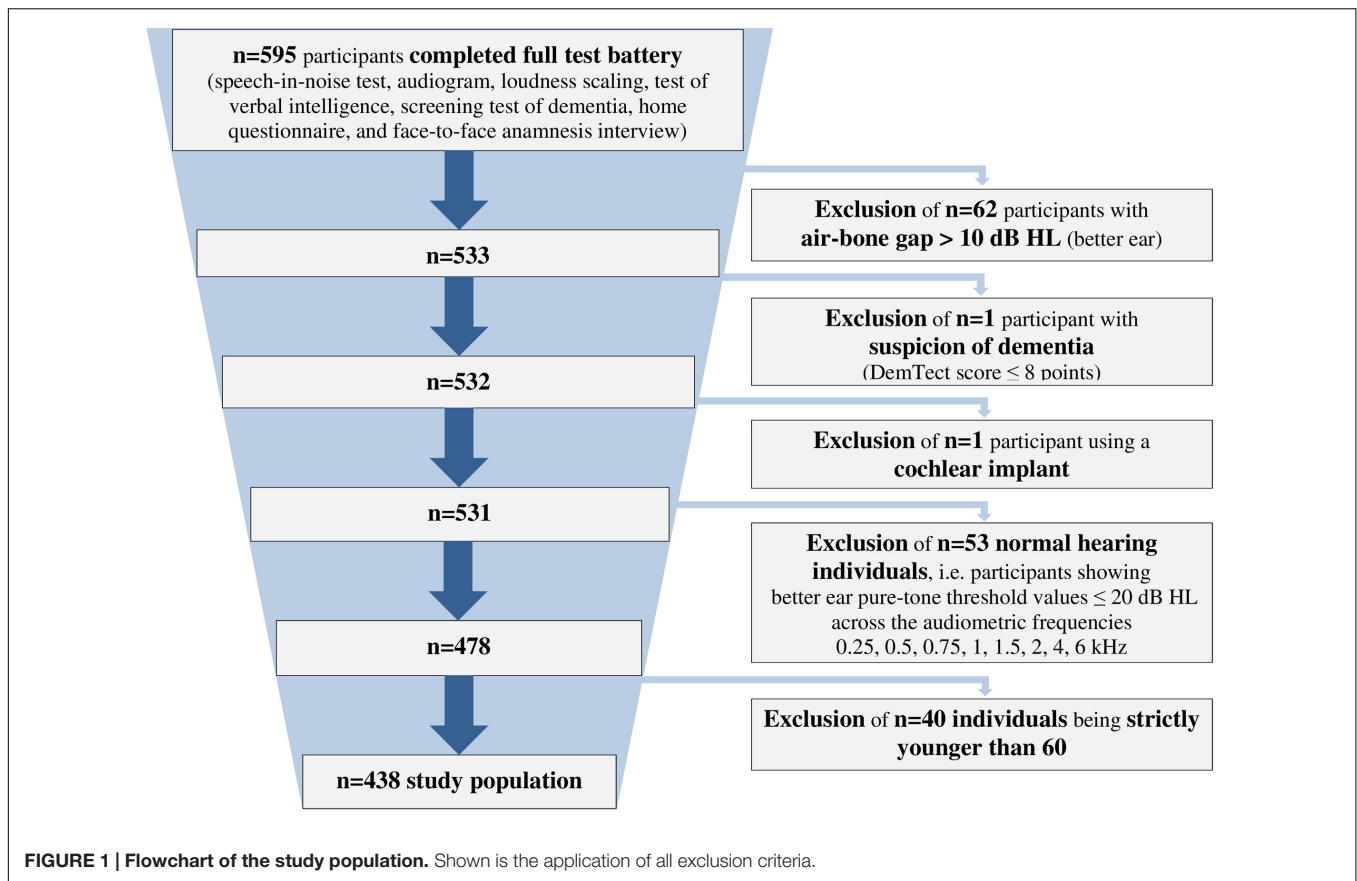 n=595 participants completed full test battery
(speech-in-noise test, audiogram, loudness scaling, test of
verbal intelligence, screening test of dementia, home
questionnaire, and face-to-face anamnesis interview)
Exclusion of n=62 participants with
air-bone gap > 10 dB HL (better ear)
n=533
Exclusion of n=1 participant with
suspicion of dementia
(DemTect score ≤ 8 points)
n=532
Exclusion of n=1 participant using a
cochlear implant
n=531
Exclusion of n=53 normal hearing
individuals, i.e. participants showing
better ear pure-tone threshold values ≤ 20 dB HL
across the audiometric frequencies
0.25, 0.5, 0.75, 1, 1.5, 2, 4, 6 kHz
n=478
Exclusion of n=40 individuals being strictly
younger than 60
n=438 study population
FIGURE 1 | Flowchart of the study population. Shown is the application of all exclusion criteria.